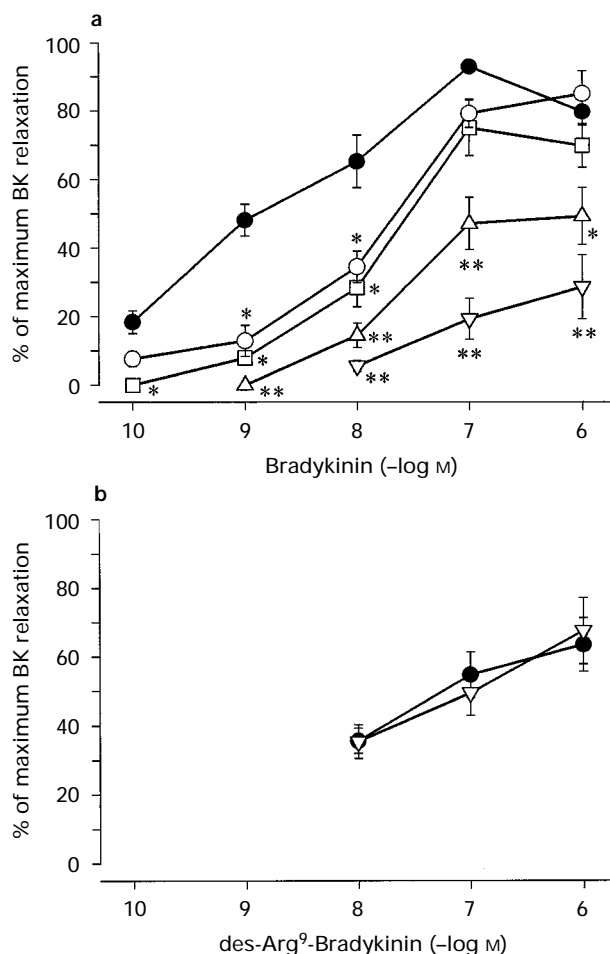 a
100
80
60
40
20
0
% of maximum BK relaxation
* * *
* * *
** ** ** *
** ** **
10 9 8 7 6
Bradykinin (–log M)
b
100
80
60
40
20
0
% of maximum BK relaxation
10 9 8 7 6
des-Arg⁹-Bradykinin (–log M)